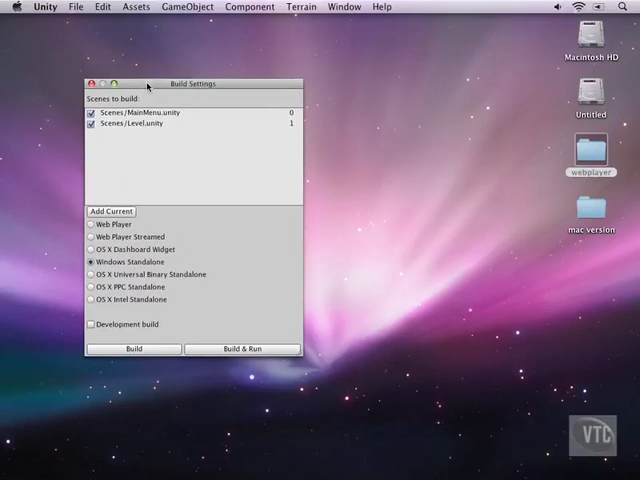 Unity File Edit Assets GameObject Component Terrain Window Help
Build Settings
Scenes to build:
Scenes/MainMenu.unity 0
Scenes/Level.unity 1
Add Current
Web Player
Web Player Streamed
OS X Dashboard Widget
Windows Standalone
OS X Universal Binary Standalone
OS X PPC Standalone
OS X Intel Standalone
Development build
Build
Build & Run
Macintosh HD
Untitled
webplayer
mac version
VTC